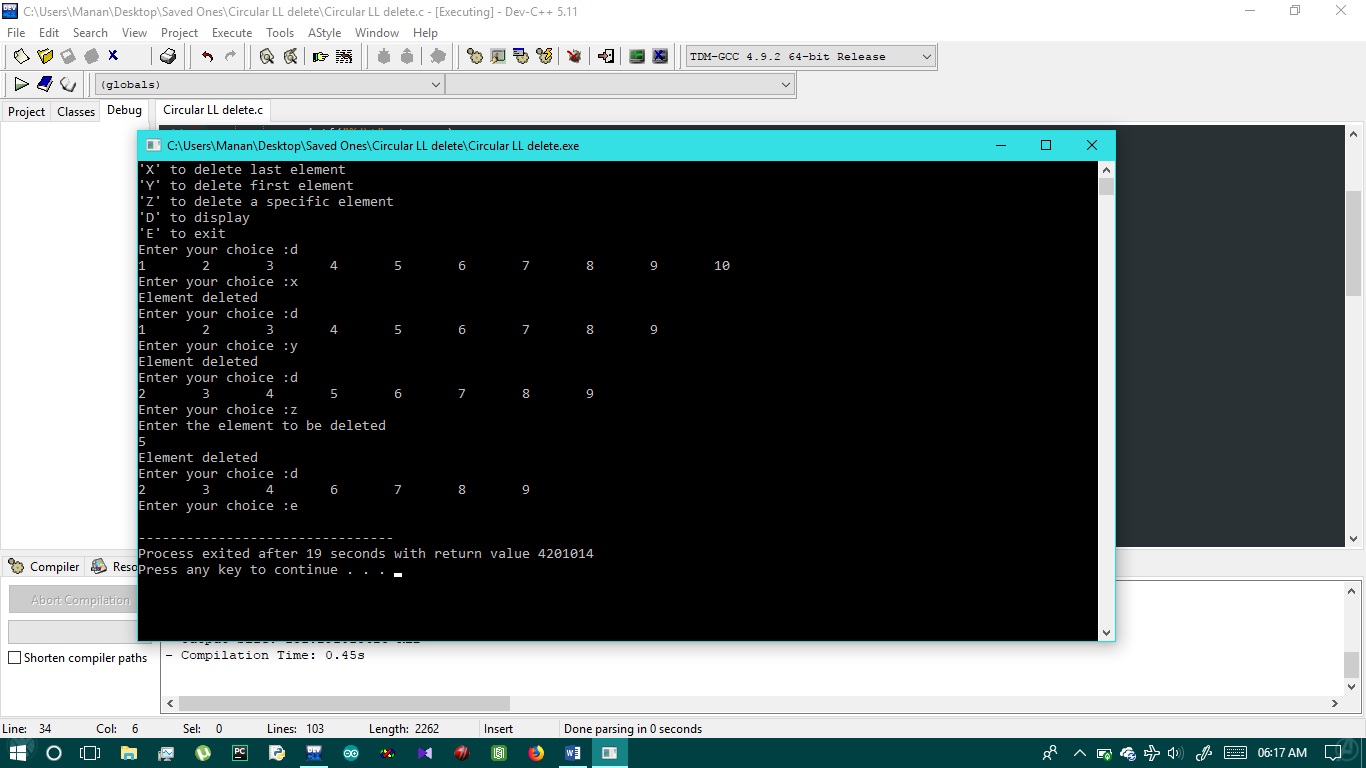 C:\Users\Manan\Desktop\Saved Ones\Circular LL delete\Circular LL delete.c - [Executing] - Dev-C++ 5.11
File Edit Search View Project Execute Tools AStyle Window Help
TDM-GCC 4.9.2 64-bit Release
(globals)
Project Classes Debug Circular LL delete.c
C:\Users\Manan\Desktop\Saved Ones\Circular LL delete\Circular LL delete.exe
'X' to delete last element
'Y' to delete first element
'Z' to delete a specific element
'D' to display
'E' to exit
Enter your choice :d
1 2 3 4 5 6 7 8 9 10
Enter your choice :x
Element deleted
Enter your choice :d
1 2 3 4 5 6 7 8 9
Enter your choice :y
Element deleted
Enter your choice :d
2 3 4 5 6 7 8 9
Enter your choice :z
Enter the element to be deleted
5
Element deleted
Enter your choice :d
2 3 4 6 7 8 9
Enter your choice :e
--------------------------------
Process exited after 19 seconds with return value 4201014
Press any key to continue . . .
Compiler Reso
Abort Compilation
Shorten compiler paths
- Compilation Time: 0.45s
Line: 34 Col: 6 Sel: 0 Lines: 103 Length: 2262 Insert Done parsing in 0 seconds
06:17 AM